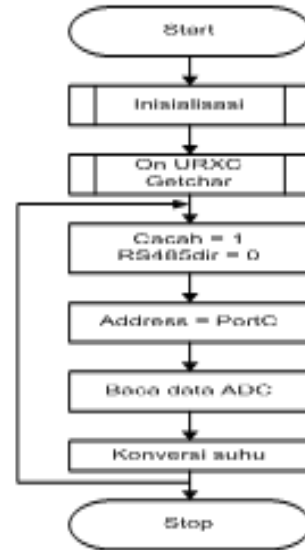 Start
Inisialisasi
On URXC
Getchar
Cacah = 1
RS485dir = 0
Address = PortC
Baca data ADC
Konversi suhu
Stop